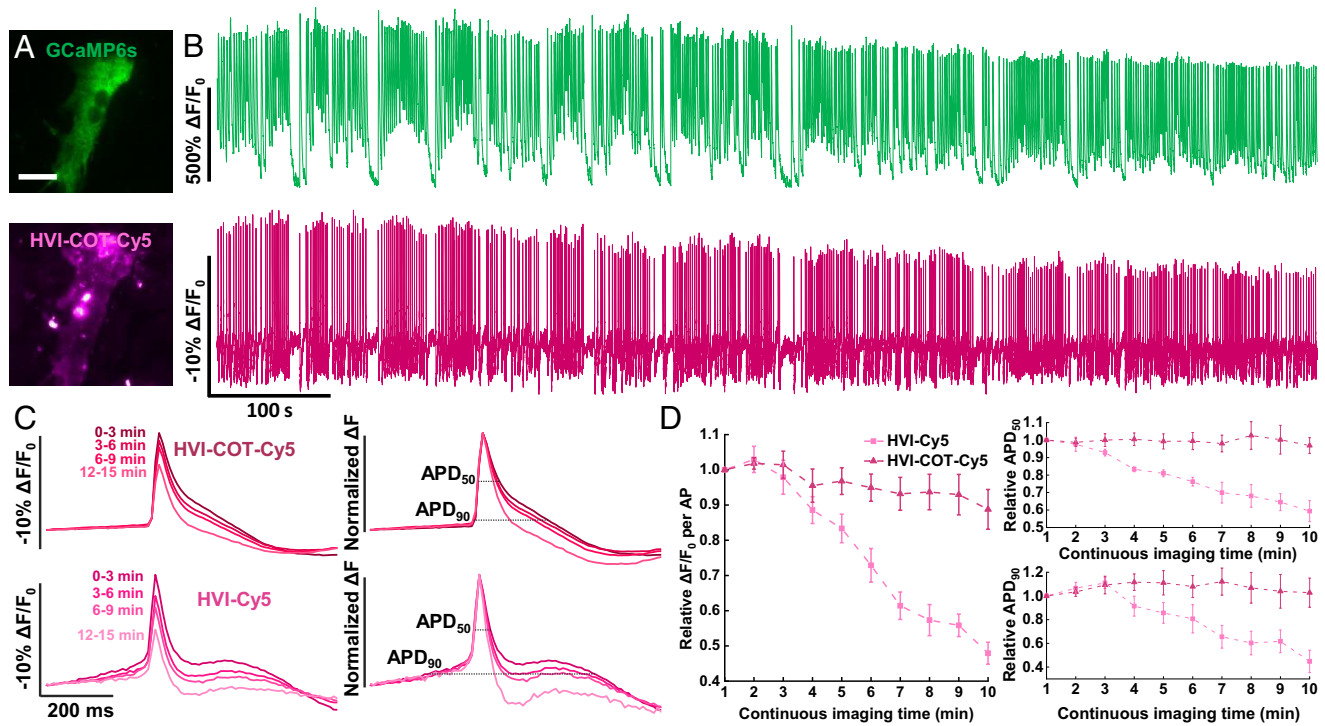 A
GCaMP6s
HVI-COT-Cy5
B
500% ΔF/F0
-10% ΔF/F0
100 s
C
0-3 min
3-6 min
6-9 min
12-15 min
HVI-COT-Cy5
-10% ΔF/F0
Normalized ΔF
APD50
APD90
0-3 min
3-6 min
6-9 min
12-15 min
HVI-Cy5
-10% ΔF/F0
200 ms
Normalized ΔF
APD50
APD90
D
HVI-Cy5
HVI-COT-Cy5
Relative ΔF/F0 per AP
1.1
1.0
0.9
0.8
0.7
0.6
0.5
0.4
1 2 3 4 5 6 7 8 9 10
Continuous imaging time (min)
Relative APD50
1.1
1.0
0.9
0.8
0.7
0.6
0.5
1 2 3 4 5 6 7 8 9 10
Continuous imaging time (min)
Relative APD90
1.2
1.0
0.8
0.6
0.4
1 2 3 4 5 6 7 8 9 10
Continuous imaging time (min)